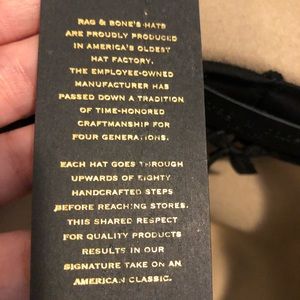 RAG & BONE'S HATS
ARE PROUDLY PRODUCED
IN AMERICA'S OLDEST
HAT FACTORY.
THE EMPLOYEE-OWNED
MANUFACTURER HAS
PASSED DOWN A TRADITION
OF TIME-HONORED
CRAFTMANSHIP FOR
FOUR GENERATIONS.
EACH HAT GOES THROUGH
UPWARDS OF EIGHTY
HANDCRAFTED STEPS
BEFORE REACHING STORES.
THIS SHARED RESPECT
FOR QUALITY PRODUCTS
RESULTS IN OUR
SIGNATURE TAKE ON AN
AMERICAN CLASSIC.